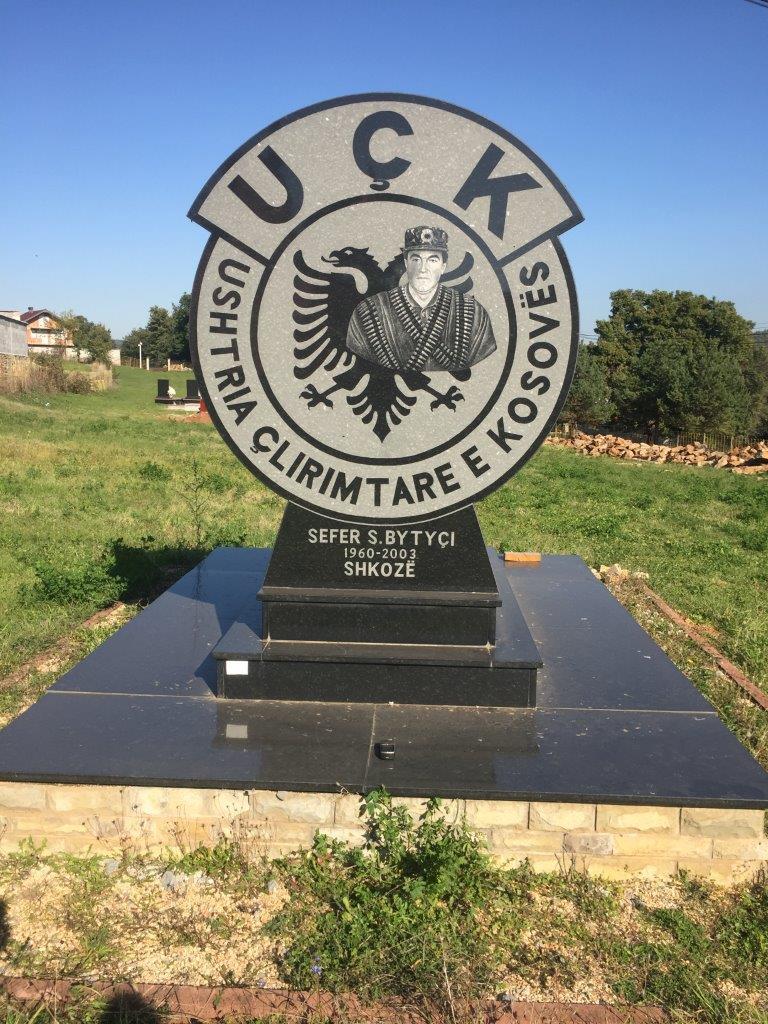 UÇK
USHTRIA ÇLIRIMTARE E KOSOVËS
SEFER S.BYTYÇI
1960-2003
SHKOZË